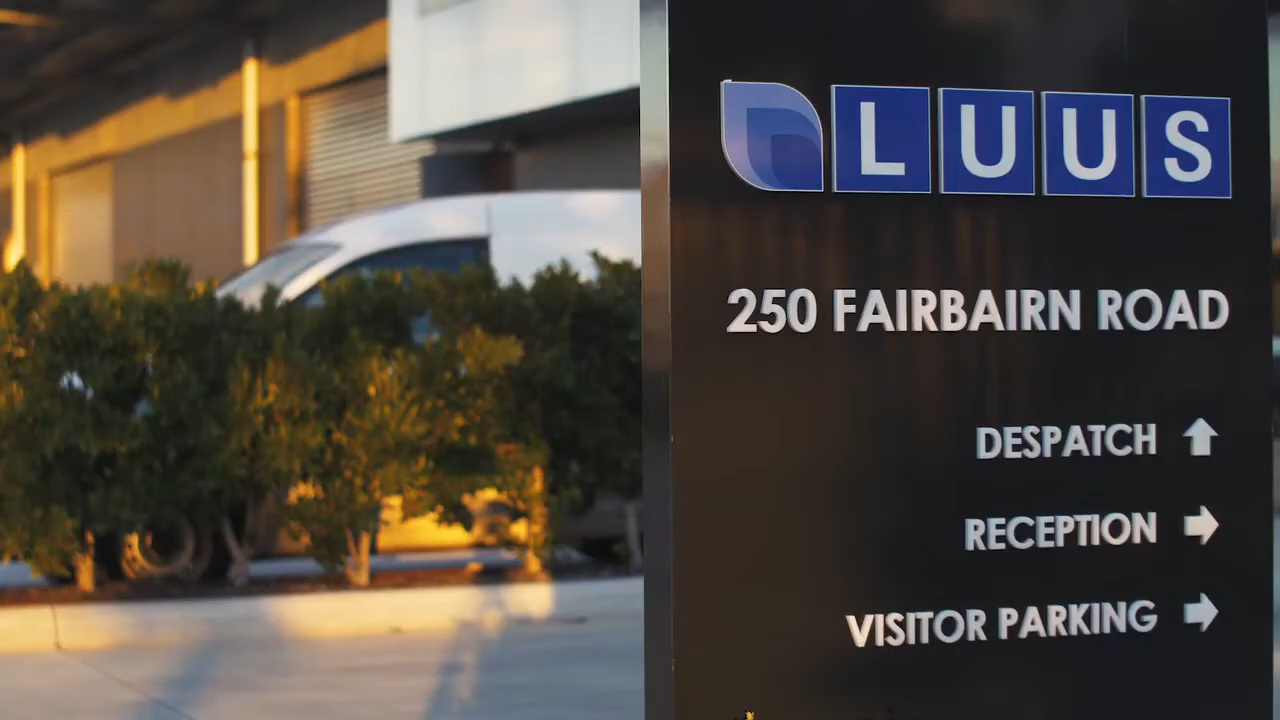 LUUS
250 FAIRBAIRN ROAD
DESPATCH
RECEPTION
VISITOR PARKING